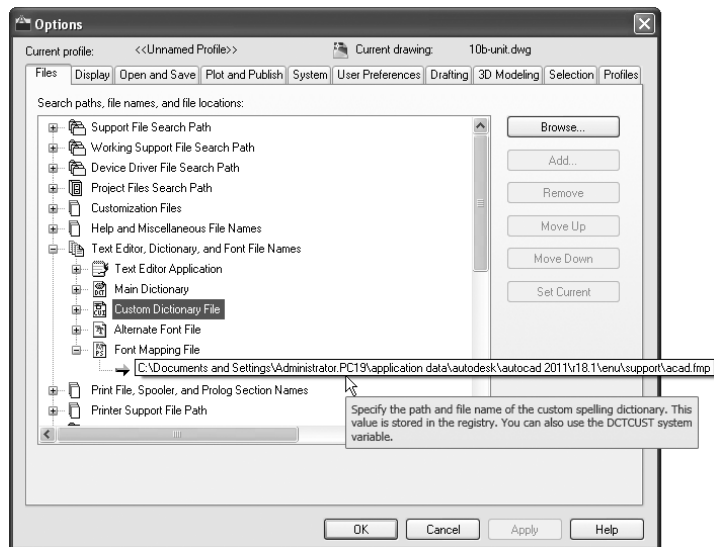 Options
Current profile: <<Unnamed Profile>> Current drawing: 10b-unit.dwg
Files Display Open and Save Plot and Publish System User Preferences Drafting 3D Modeling Selection Profiles
Search paths, file names, and file locations:
Support File Search Path
Working Support File Search Path
Device Driver File Search Path
Project Files Search Path
Customization Files
Help and Miscellaneous File Names
Text Editor, Dictionary, and Font File Names
Text Editor Application
Main Dictionary
Custom Dictionary File
Alternate Font File
Font Mapping File
C:\Documents and Settings\Administrator.PC19\application data\autodesk\autocad 2011\r18.1\enu\support\acad.fmp
Print File, Spooler, and Prolog Section Names
Printer Support File Path
Browse...
Add...
Remove
Move Up
Move Down
Set Current
Specify the path and file name of the custom spelling dictionary. This
value is stored in the registry. You can also use the DCTCUST system
variable.
OK Cancel Apply Help